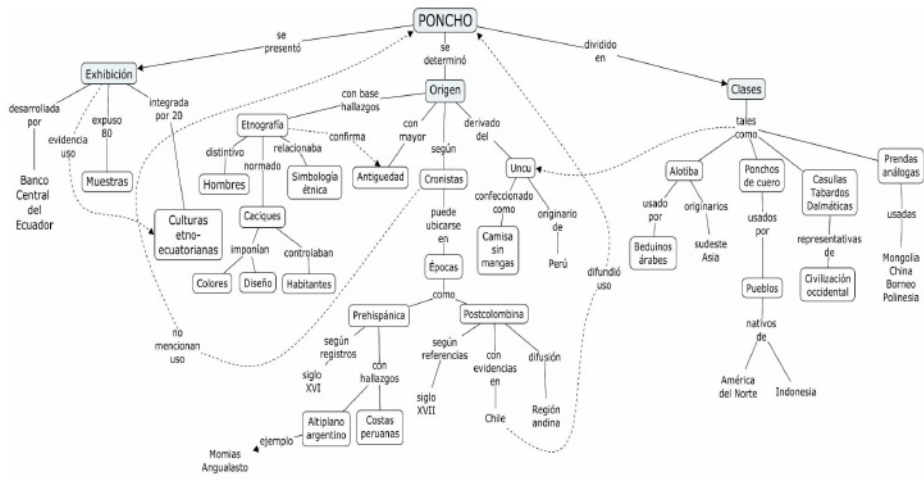 PONCHO
se
presentó
se
determinó
dividido
en
Exhibición
Origen
Clases
desarrollada
por
evidencia
uso
expuso
80
integrada
por 20
Banco
Central
del
Ecuador
Muestras
Culturas
etno-
ecuatorianas
con base
hallazgos
Etnografía
distintivo
normado
relacionaba
confirma
Hombres
Simbología
étnica
Caciques
imponían
controlaban
Colores
Diseño
Habitantes
con
mayor
Antiguedad
según
Cronistas
no
mencionan
uso
puede
ubicarse
en
Épocas
como
Prehispánica
Postcolombina
según
registros
siglo
XVI
con
hallazgos
Altiplano
argentino
Costas
peruanas
ejemplo
Momias
Angualasto
según
referencias
siglo
XVII
con
evidencias
en
Chile
difusión
Región
andina
difundió
uso
derivado
del
Uncu
confeccionado
como
Camisa
sin
mangas
originario
de
Perú
tales
como
Alotiba
usado
por
Beduinos
árabes
originarios
sudeste
Asia
Ponchos
de cuero
usados
por
Pueblos
nativos
de
América
del Norte
Indonesia
Casullas
Tabardos
Dalmáticas
representativas
de
Civilización
occidental
Prendas
análogas
usadas
Mongolia
China
Borneo
Polinesia